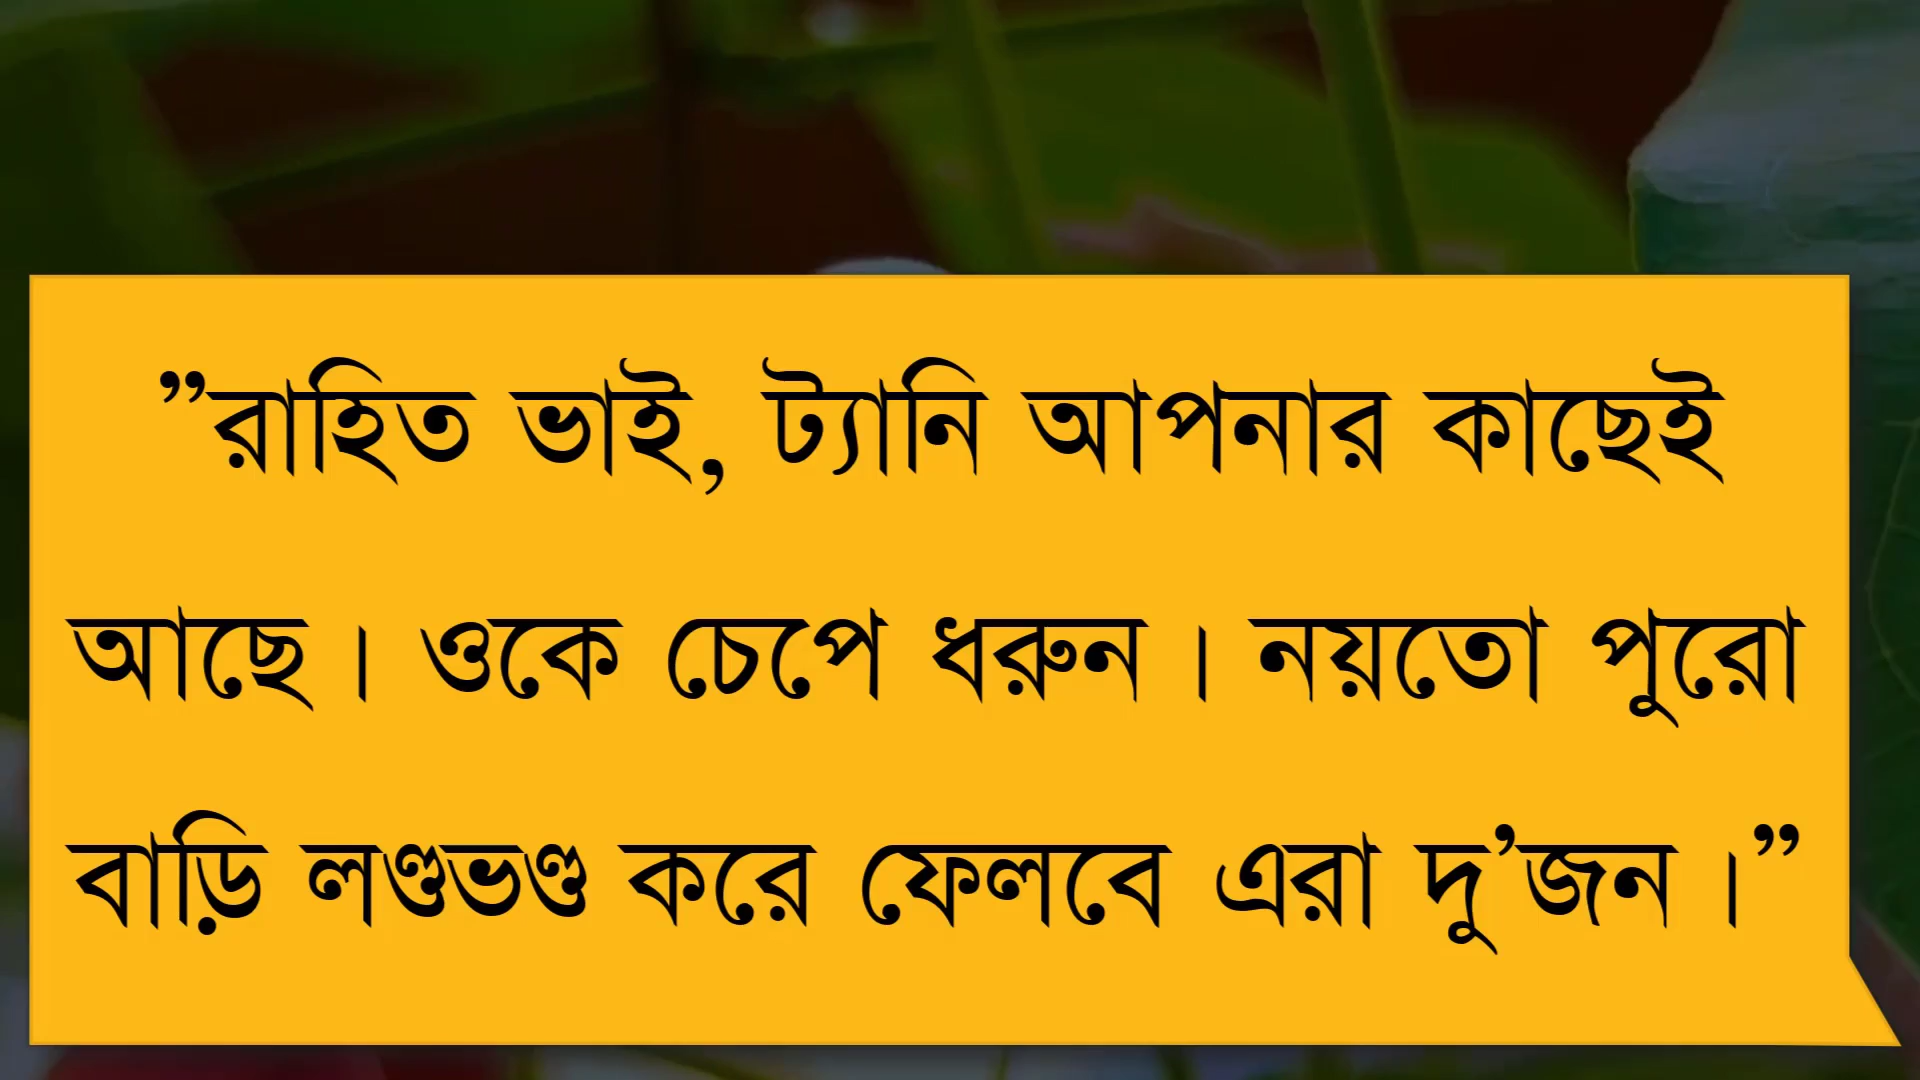 ”রাহিত ভাই, ট্যানি আপনার কাছেই
আছে। ওকে চেপে ধরুন। নয়তো পুরো
বাড়ি লণ্ডভণ্ড করে ফেলবে এরা দু’জন।”